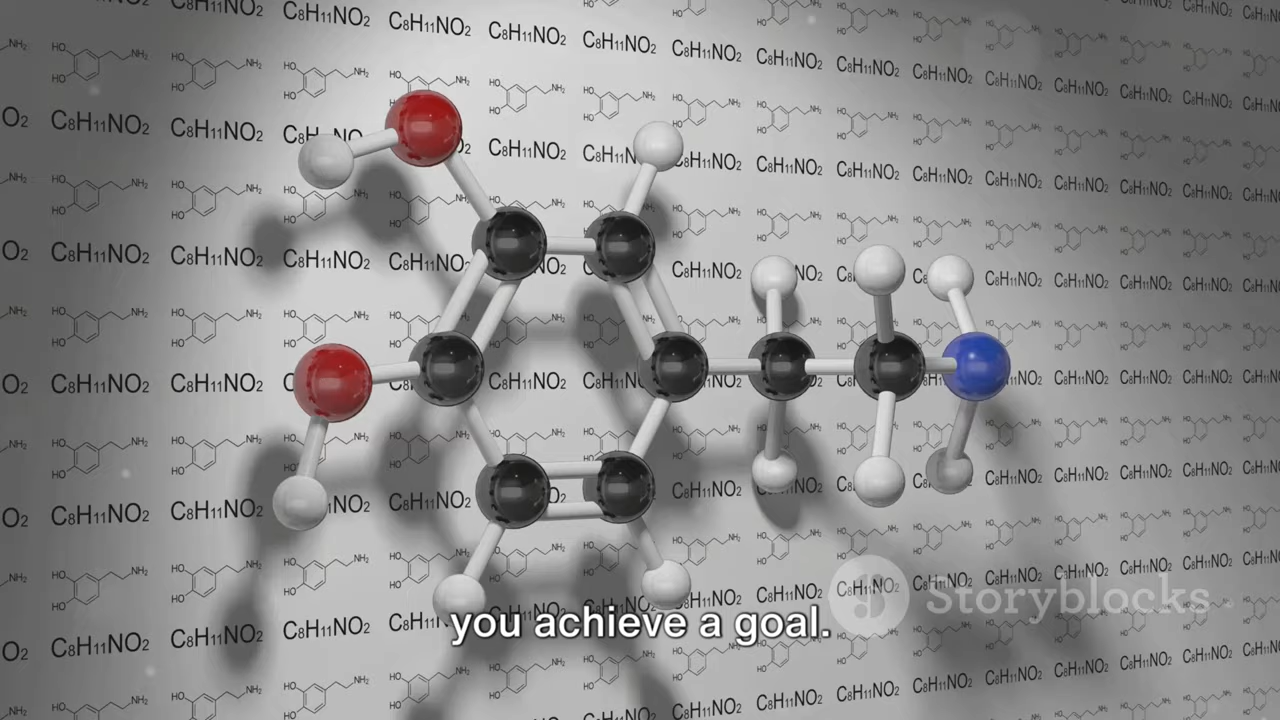 C₈H₁₁NO₂
HO
HO
NH₂
you achieve a goal.
Storyblocks